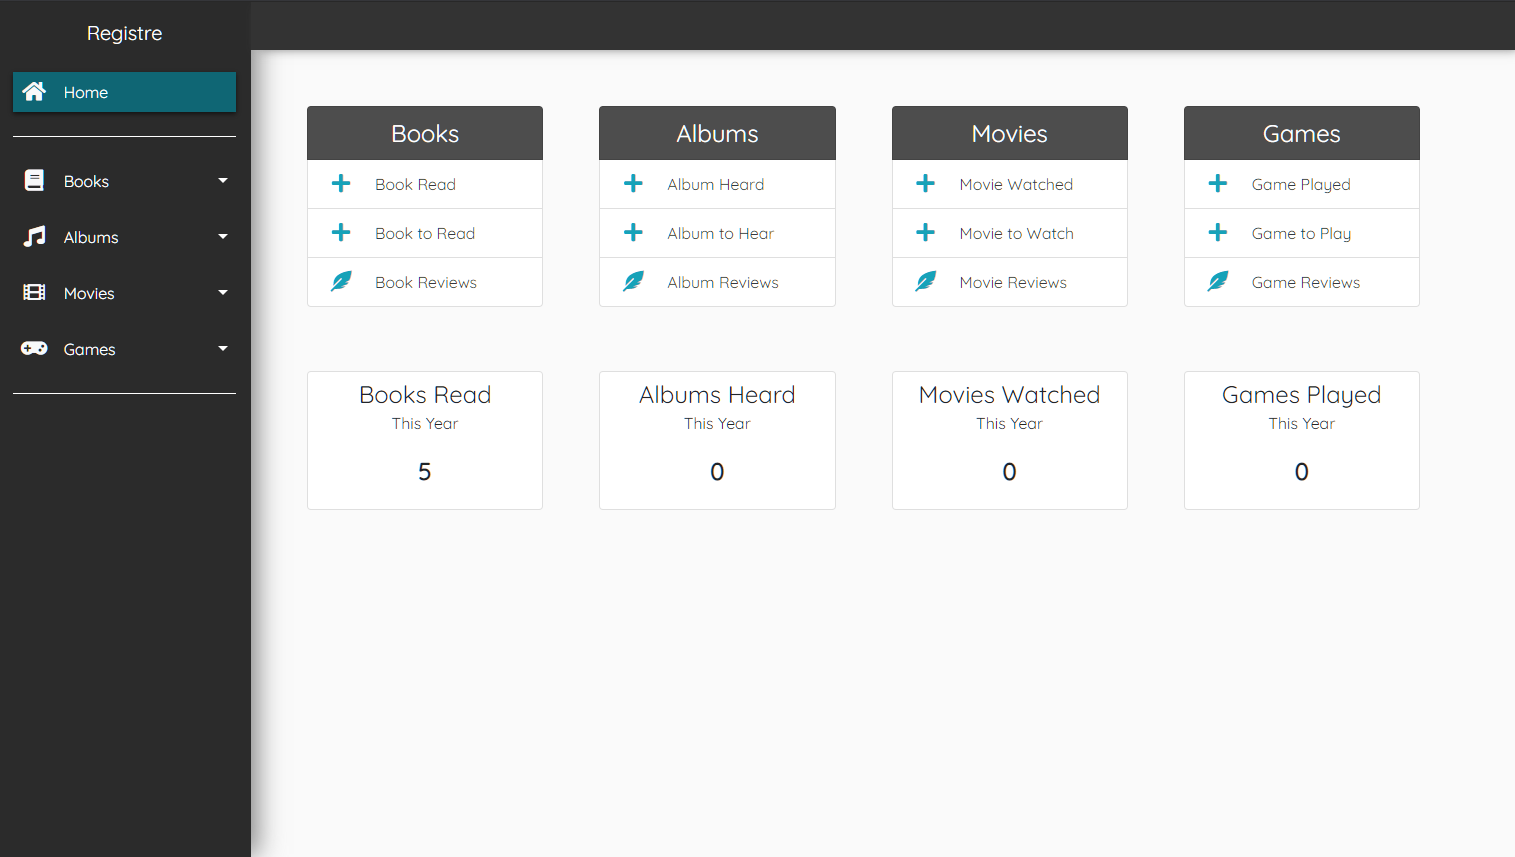 Registre
Home
Books
Albums
Movies
Games
Books
Book Read
Book to Read
Book Reviews
Albums
Album Heard
Album to Hear
Album Reviews
Movies
Movie Watched
Movie to Watch
Movie Reviews
Games
Game Played
Game to Play
Game Reviews
Books Read
This Year
5
Albums Heard
This Year
0
Movies Watched
This Year
0
Games Played
This Year
0